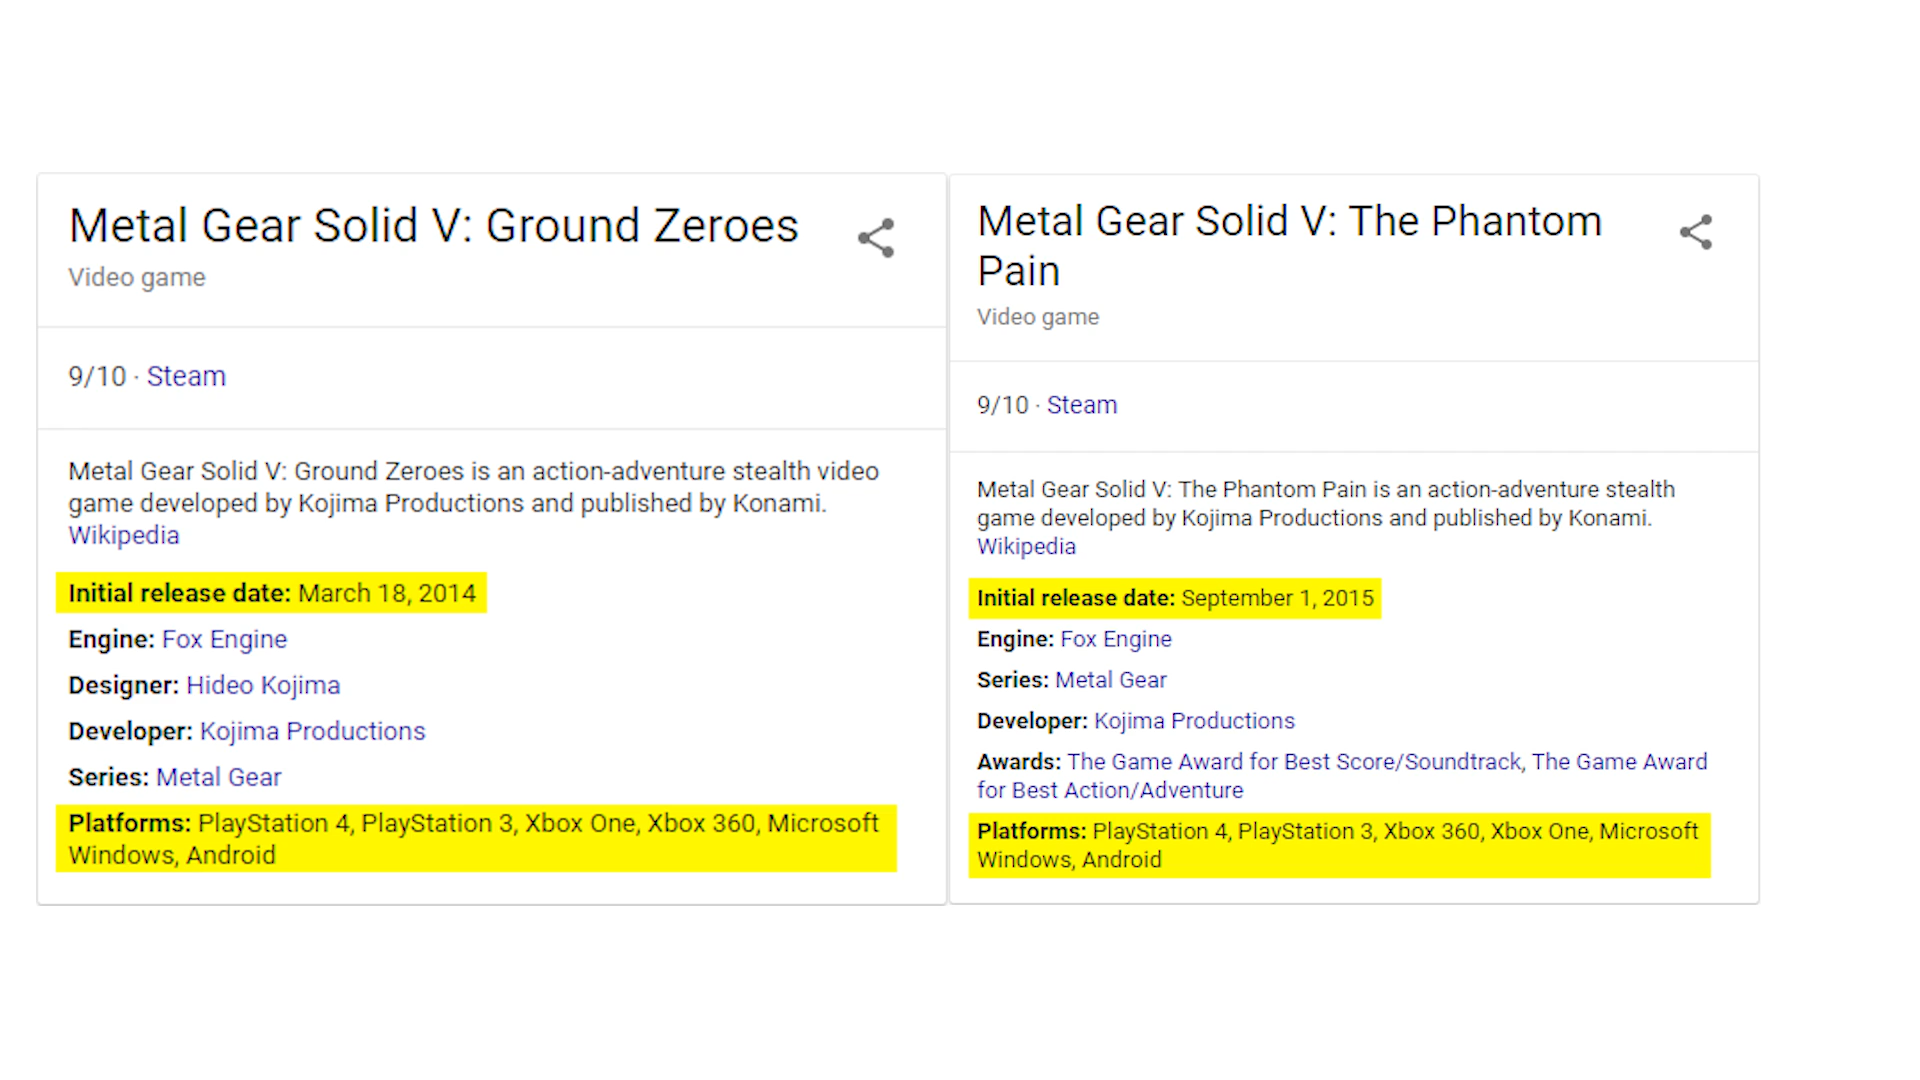 Metal Gear Solid V: Ground Zeroes
Video game
9/10 · Steam
Metal Gear Solid V: Ground Zeroes is an action-adventure stealth video
game developed by Kojima Productions and published by Konami.
Wikipedia
Initial release date: March 18, 2014
Engine: Fox Engine
Designer: Hideo Kojima
Developer: Kojima Productions
Series: Metal Gear
Platforms: PlayStation 4, PlayStation 3, Xbox One, Xbox 360, Microsoft
Windows, Android
Metal Gear Solid V: The Phantom
Pain
Video game
9/10 · Steam
Metal Gear Solid V: The Phantom Pain is an action-adventure stealth
game developed by Kojima Productions and published by Konami.
Wikipedia
Initial release date: September 1, 2015
Engine: Fox Engine
Series: Metal Gear
Developer: Kojima Productions
Awards: The Game Award for Best Score/Soundtrack, The Game Award
for Best Action/Adventure
Platforms: PlayStation 4, PlayStation 3, Xbox 360, Xbox One, Microsoft
Windows, Android